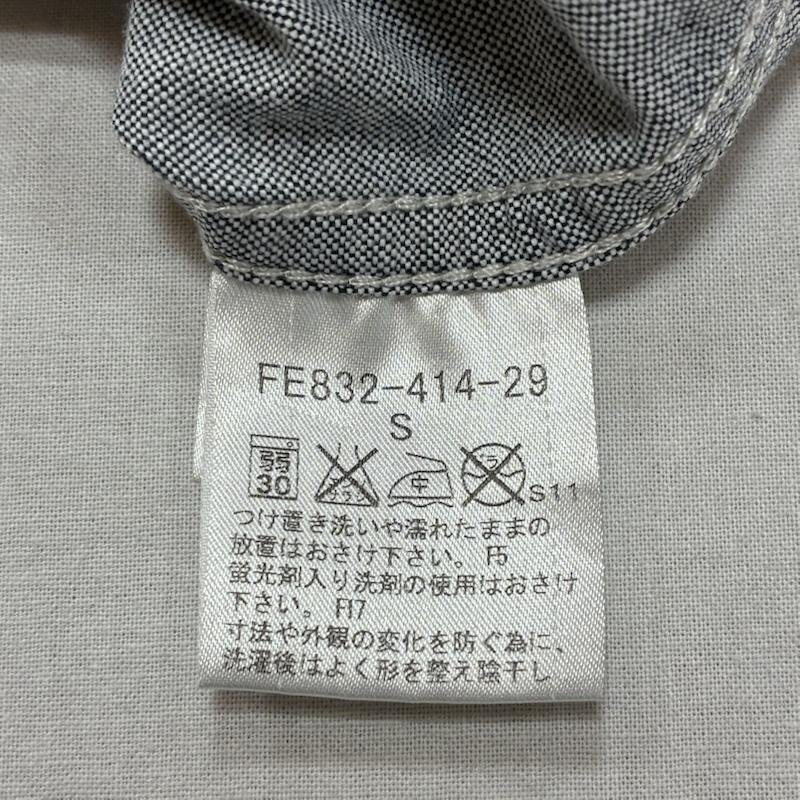 FE832-414-29
S
弱 30 中 S11
つけ置き洗いや濡れたままの
放置はおさけ下さい。 F5
蛍光剤入り洗剤の使用はおさけ
下さい。 F17
寸法や外観の変化を防ぐ為に、
洗濯後はよく形を整え陰干し